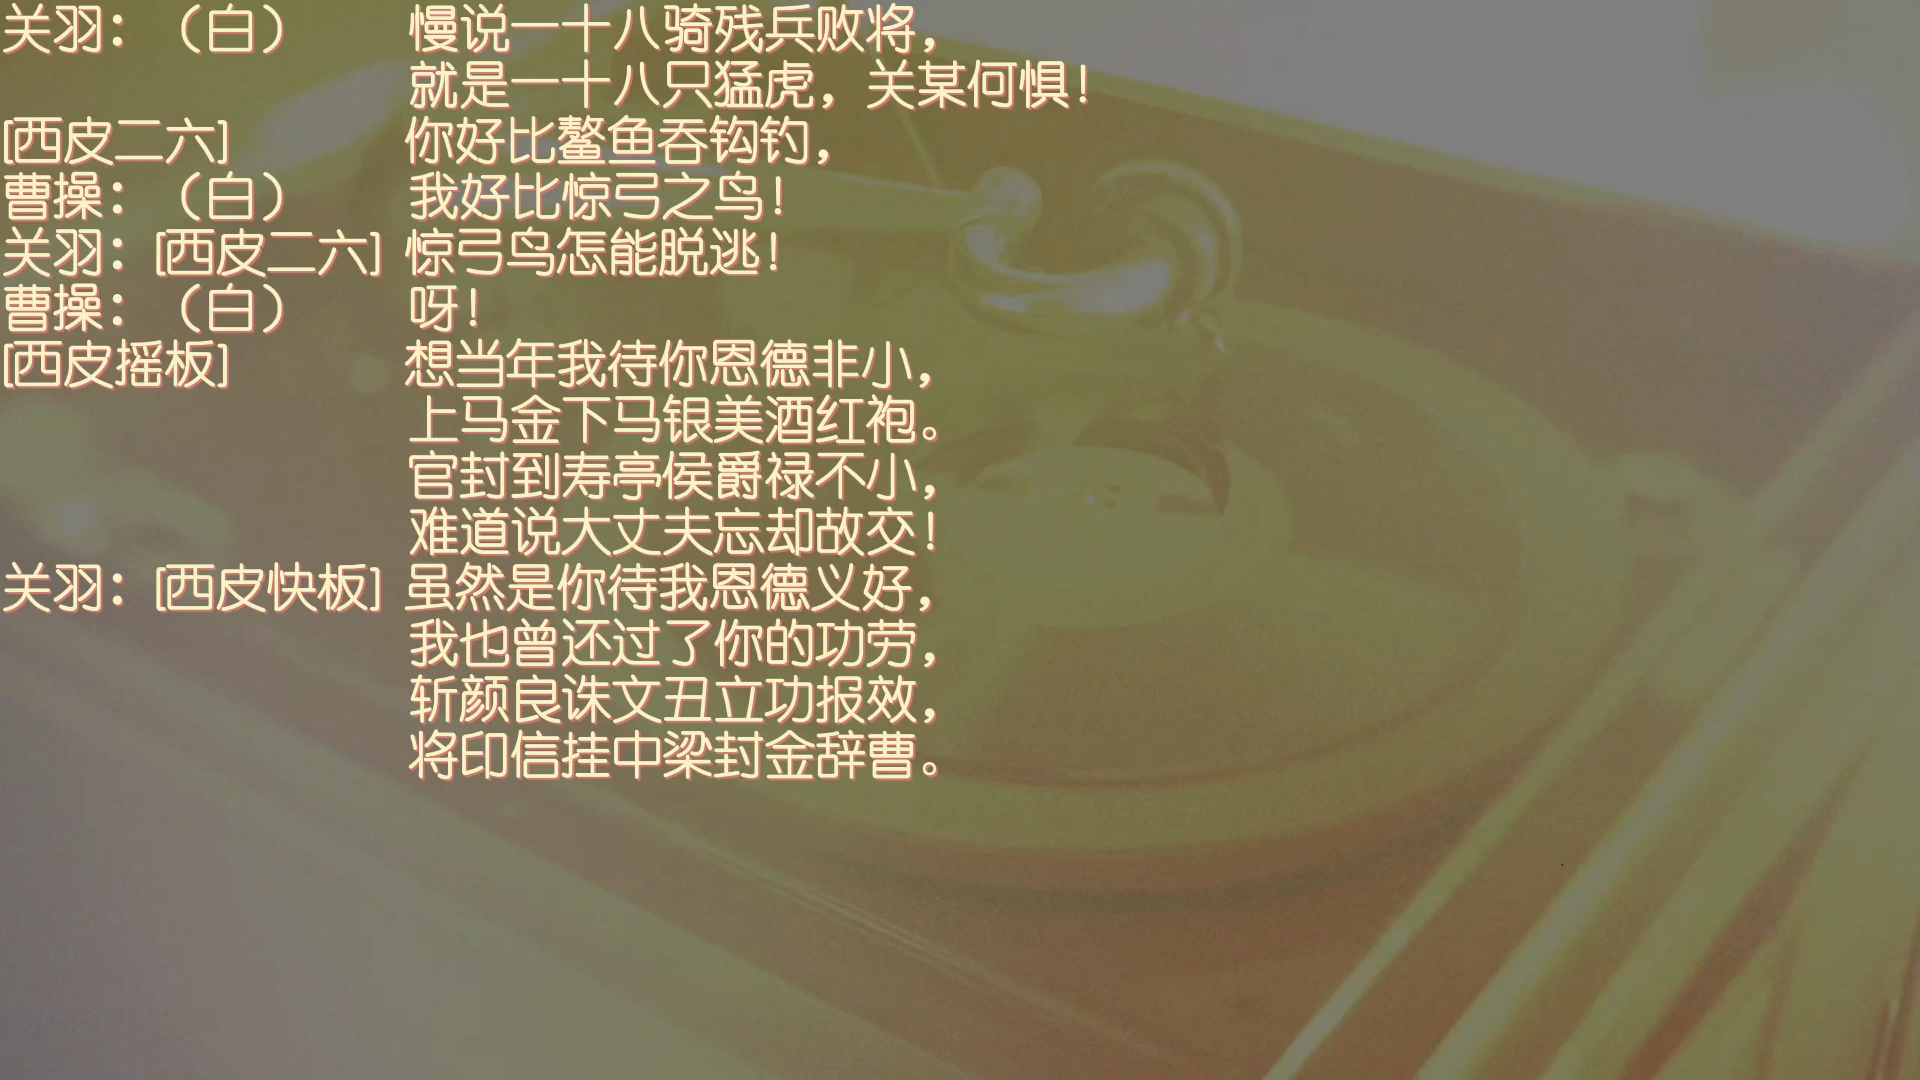 关羽：（白） 慢说一十八骑残兵败将，
就是一十八只猛虎，关某何惧！
[西皮二六] 你好比鳌鱼吞钩钓，
曹操：（白） 我好比惊弓之鸟！
关羽：[西皮二六] 惊弓鸟怎能脱逃！
曹操：（白） 呀！
[西皮摇板] 想当年我待你恩德非小，
上马金下马银美酒红袍。
官封到寿亭侯爵禄不小，
难道说大丈夫忘却故交！
关羽：[西皮快板] 虽然是你待我恩德义好，
我也曾还过了你的功劳，
斩颜良诛文丑立功报效，
将印信挂中梁封金辞曹。